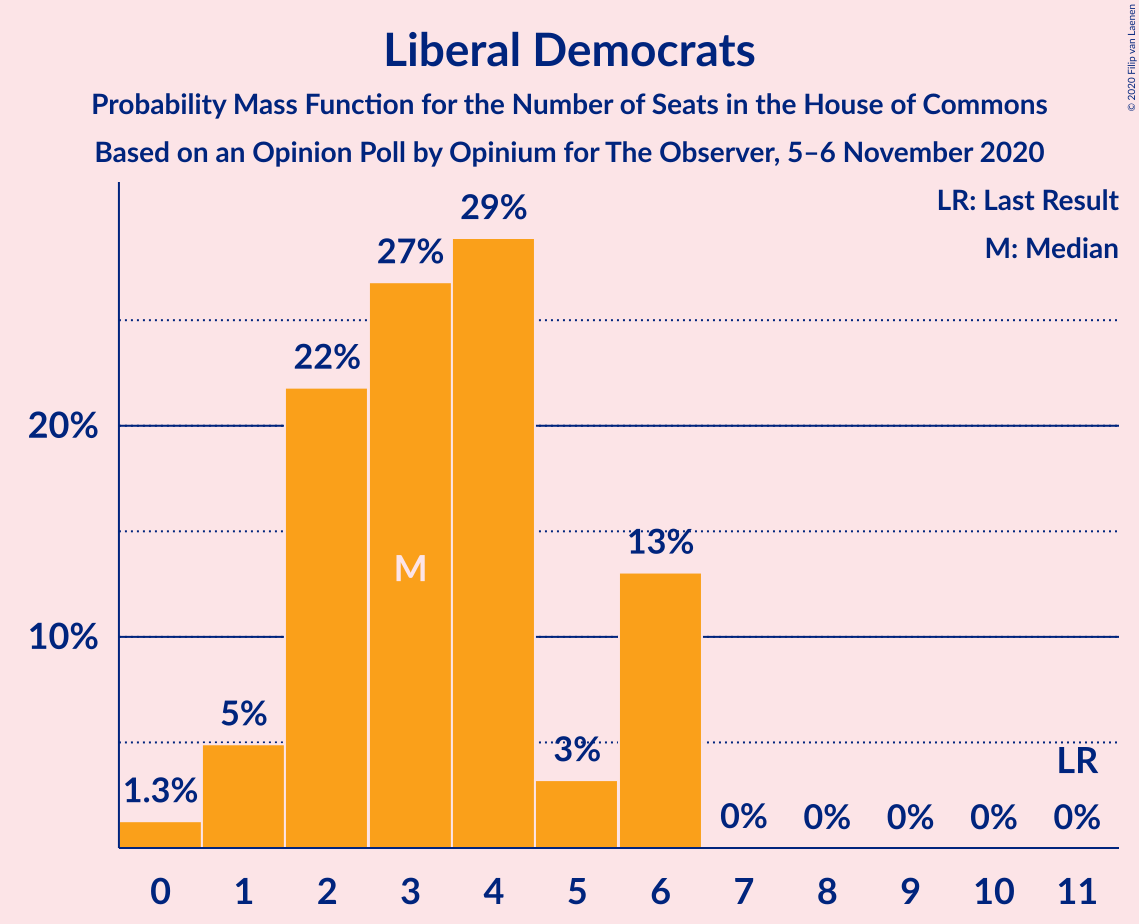 © 2020 Filip van Laenen
Liberal Democrats
Probability Mass Function for the Number of Seats in the House of Commons
Based on an Opinion Poll by Opinium for The Observer, 5–6 November 2020
LR: Last Result
M: Median
29%
27%
22%
20%
13%
M
10%
5%
3%
LR
1.3%
0% 0% 0% 0% 0%
0 1 2 3 4 5 6 7 8 9 10 11